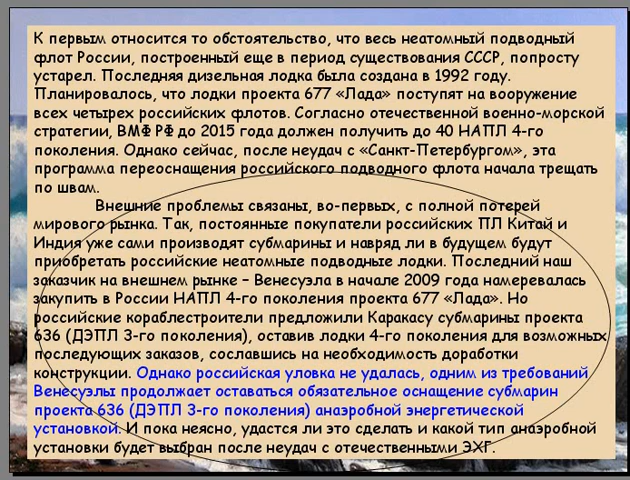 К первым относится то обстоятельство, что весь неатомный подводный
флот России, построенный еще в период существования СССР, попросту
устарел. Последняя дизельная лодка была создана в 1992 году.
Планировалось, что лодки проекта 677 «Лада» поступят на вооружение
всех четырех российских флотов. Согласно отечественной военно-морской
стратегии, ВМФ РФ до 2015 года должен получить до 40 НАПЛ 4-го
поколения. Однако сейчас, после неудач с «Санкт-Петербургом», эта
программа переоснащения российского подводного флота начала трещать
по швам.
Внешние проблемы связаны, во-первых, с полной потерей
мирового рынка. Так, постоянные покупатели российских ПЛ Китай и
Индия уже сами производят субмарины и навряд ли в будущем будут
приобретать российские неатомные подводные лодки. Последний наш
заказчик на внешнем рынке – Венесуэла в начале 2009 года намеревалась
закупить в России НАПЛ 4-го поколения проекта 677 «Лада». Но
российские кораблестроители предложили Каракасу субмарины проекта
636 (ДЭПЛ 3-го поколения), оставив лодки 4-го поколения для возможных
последующих заказов, сославшись на необходимость доработки
конструкции. Однако российская уловка не удалась, одним из требований
Венесуэлы продолжает оставаться обязательное оснащение субмарин
проекта 636 (ДЭПЛ 3-го поколения) анаэробной энергетической
установкой. И пока неясно, удастся ли это сделать и какой тип анаэробной
установки будет выбран после неудач с отечественными ЭХГ.